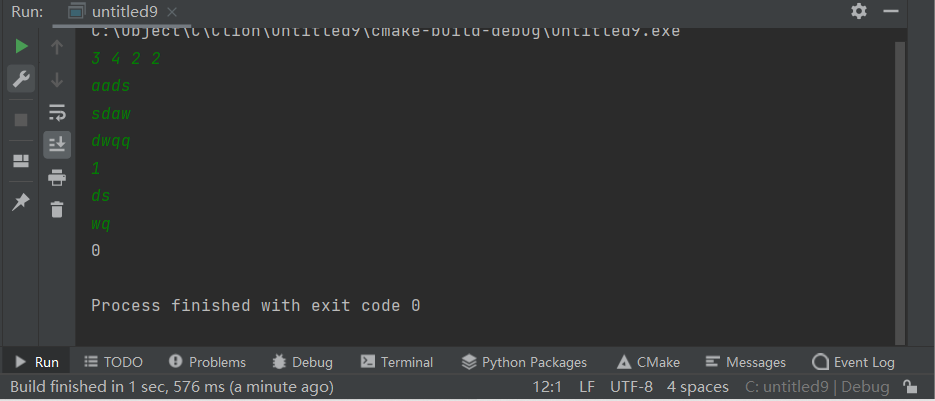 Run: untitled9
C:\Object\C\Clion\untitled9\cmake-build-debug\untitled9.exe
3 4 2 2
aads
sdaw
dwqq
1
ds
wq
0
Process finished with exit code 0
Run TODO Problems Debug Terminal Python Packages CMake Messages Event Log
Build finished in 1 sec, 576 ms (a minute ago) 12:1 LF UTF-8 4 spaces C: untitled9 | Debug